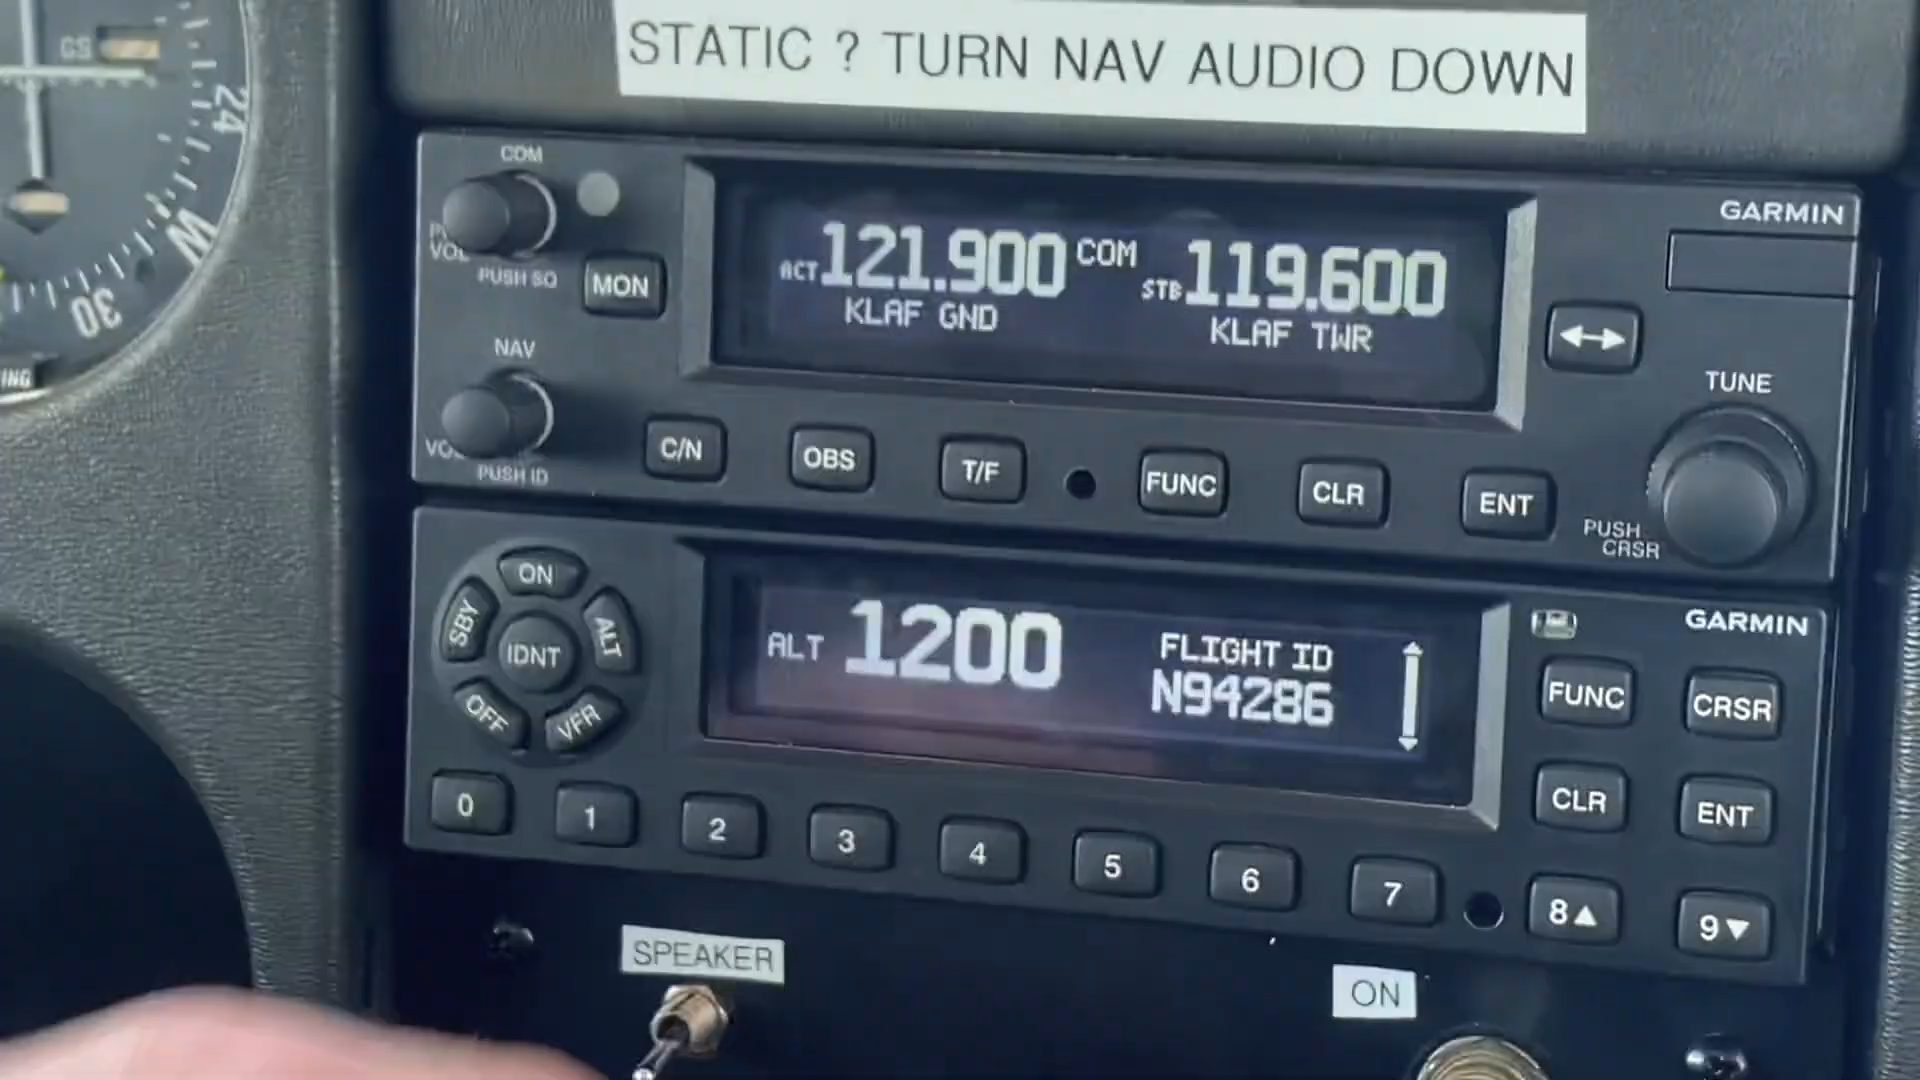 STATIC ? TURN NAV AUDIO DOWN
GS
24
W
30
ING
COM
VOL
PUSH SQ
MON
NAV
VOL
PUSH ID
ACT 121.900 COM STB 119.600
KLAF GND KLAF TWR
GARMIN
TUNE
PUSH
CRSR
C/N OBS T/F FUNC CLR ENT
ON
SBY
IDNT
ALT
OFF
VFR
ALT 1200
FLIGHT ID
N94286
GARMIN
FUNC CRSR
CLR ENT
0 1 2 3 4 5 6 7 8▲ 9▼
SPEAKER
ON